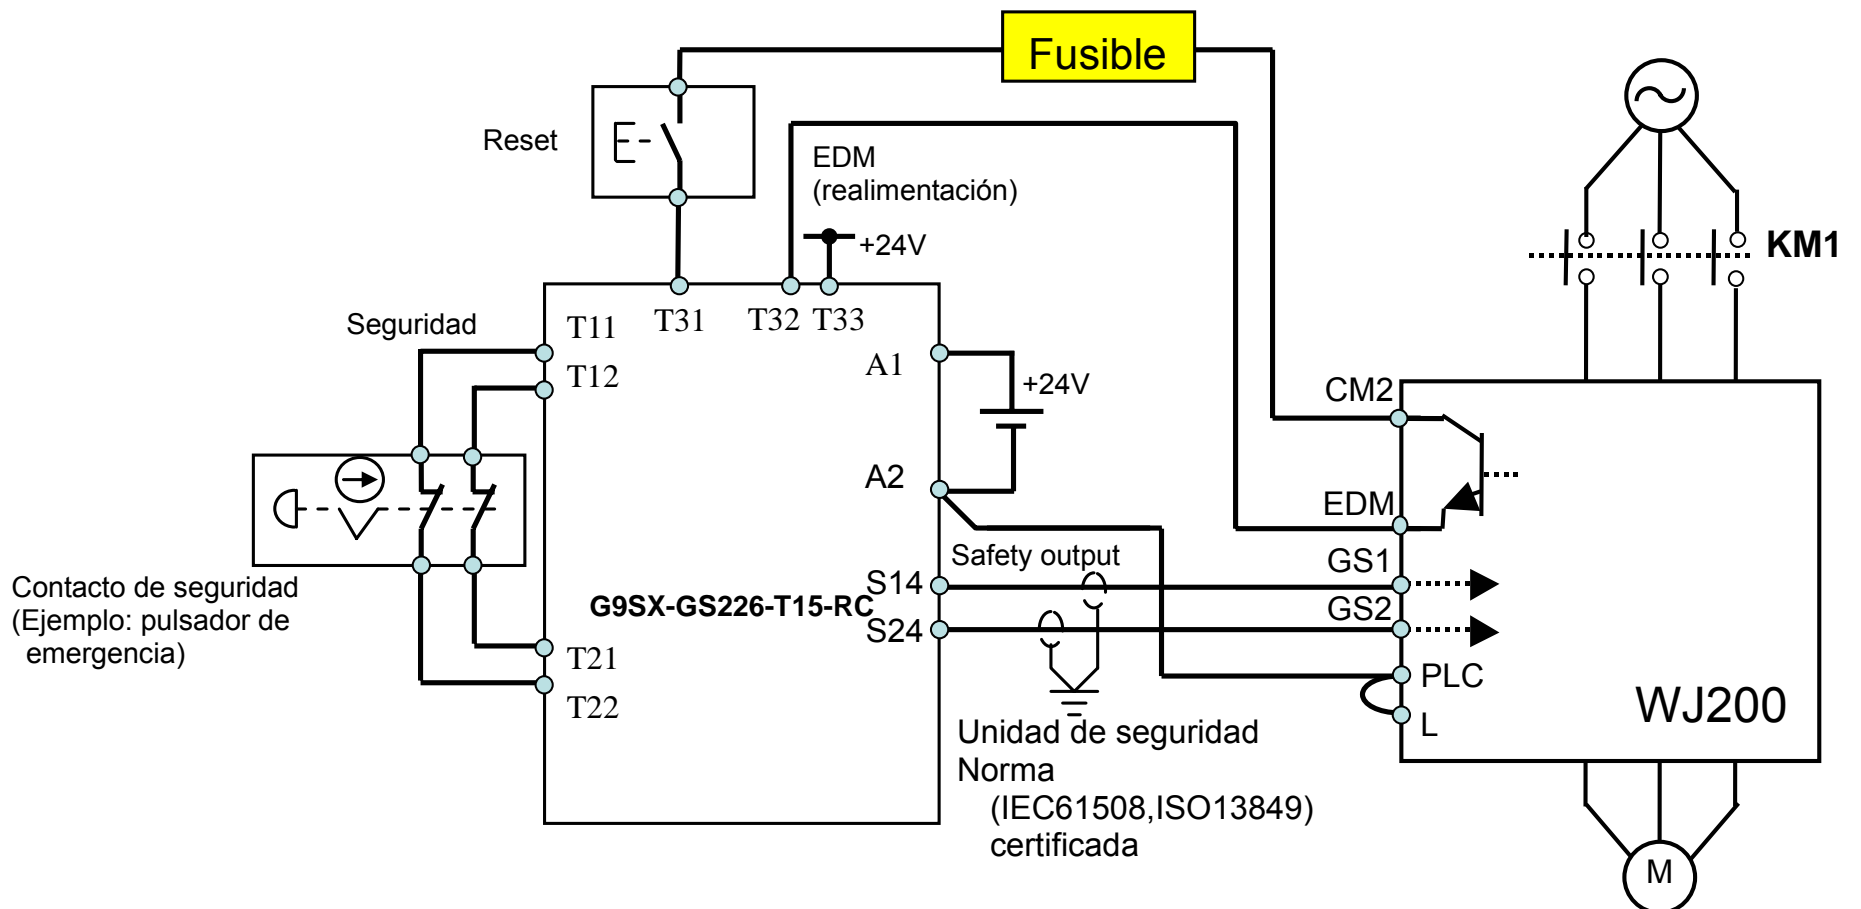 Fusible
Reset
EDM
(realimentación)
+24V
KM1
T31
T32
T33
Seguridad
T11
T12
A1
+24V
CM2
A2
EDM
Safety output
GS1
S14
G9SX-GS226-T15-RC
GS2
S24
Contacto de seguridad
(Ejemplo: pulsador de
emergencia)
T21
T22
PLC
L
WJ200
Unidad de seguridad
Norma
(IEC61508,ISO13849)
certificada
M